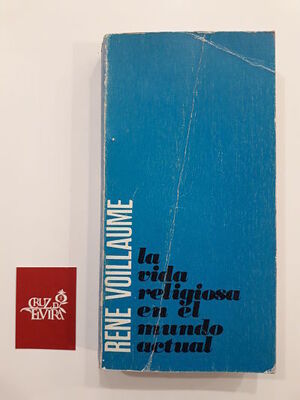 RENE VOILLAUME
la
vida
religiosa
en el
mundo
actual
CRUZ DE
ELVIRA